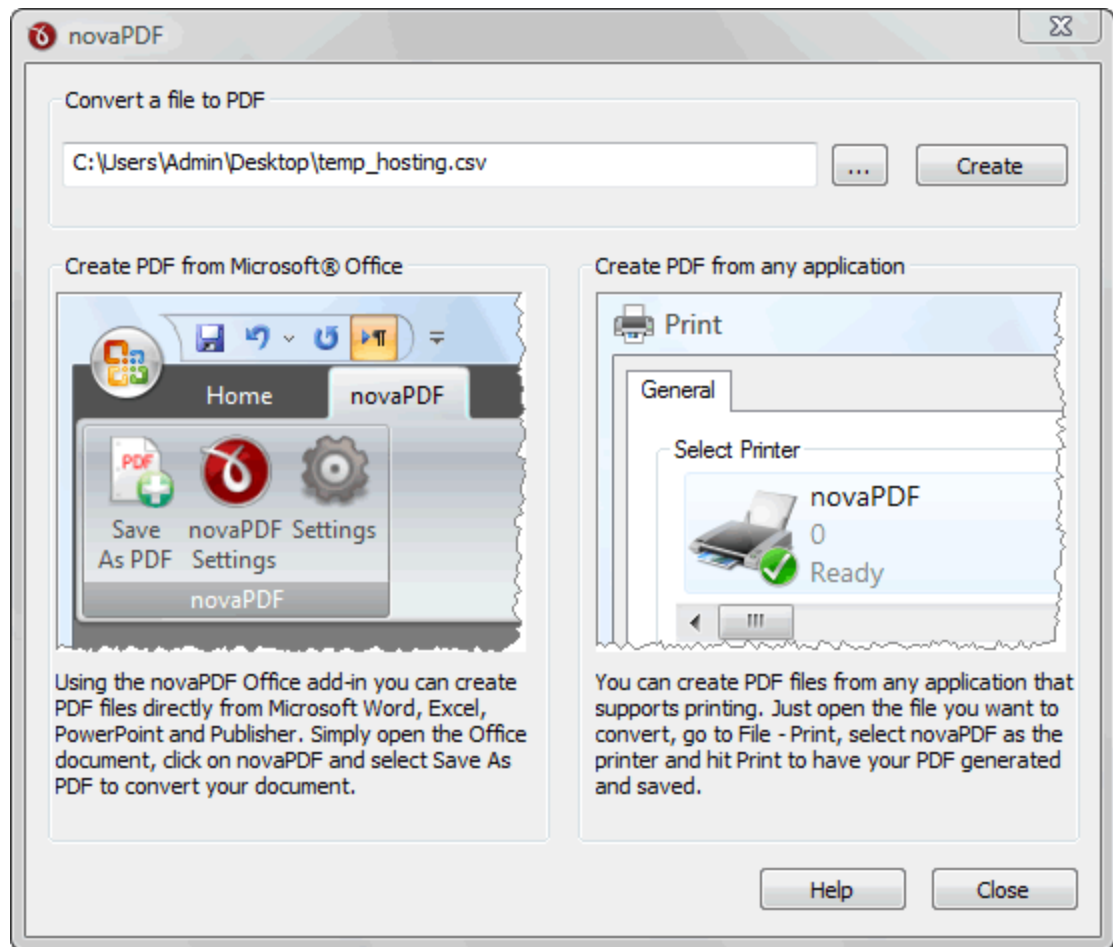 novaPDF
Convert a file to PDF
C:\Users\Admin\Desktop\temp_hosting.csv
...
Create
Create PDF from Microsoft® Office
Home
novaPDF
PDF
Save
As PDF
novaPDF
Settings
Settings
novaPDF
Using the novaPDF Office add-in you can create
PDF files directly from Microsoft Word, Excel,
PowerPoint and Publisher. Simply open the Office
document, click on novaPDF and select Save As
PDF to convert your document.
Create PDF from any application
Print
General
Select Printer
novaPDF
0
Ready
You can create PDF files from any application that
supports printing. Just open the file you want to
convert, go to File - Print, select novaPDF as the
printer and hit Print to have your PDF generated
and saved.
Help
Close